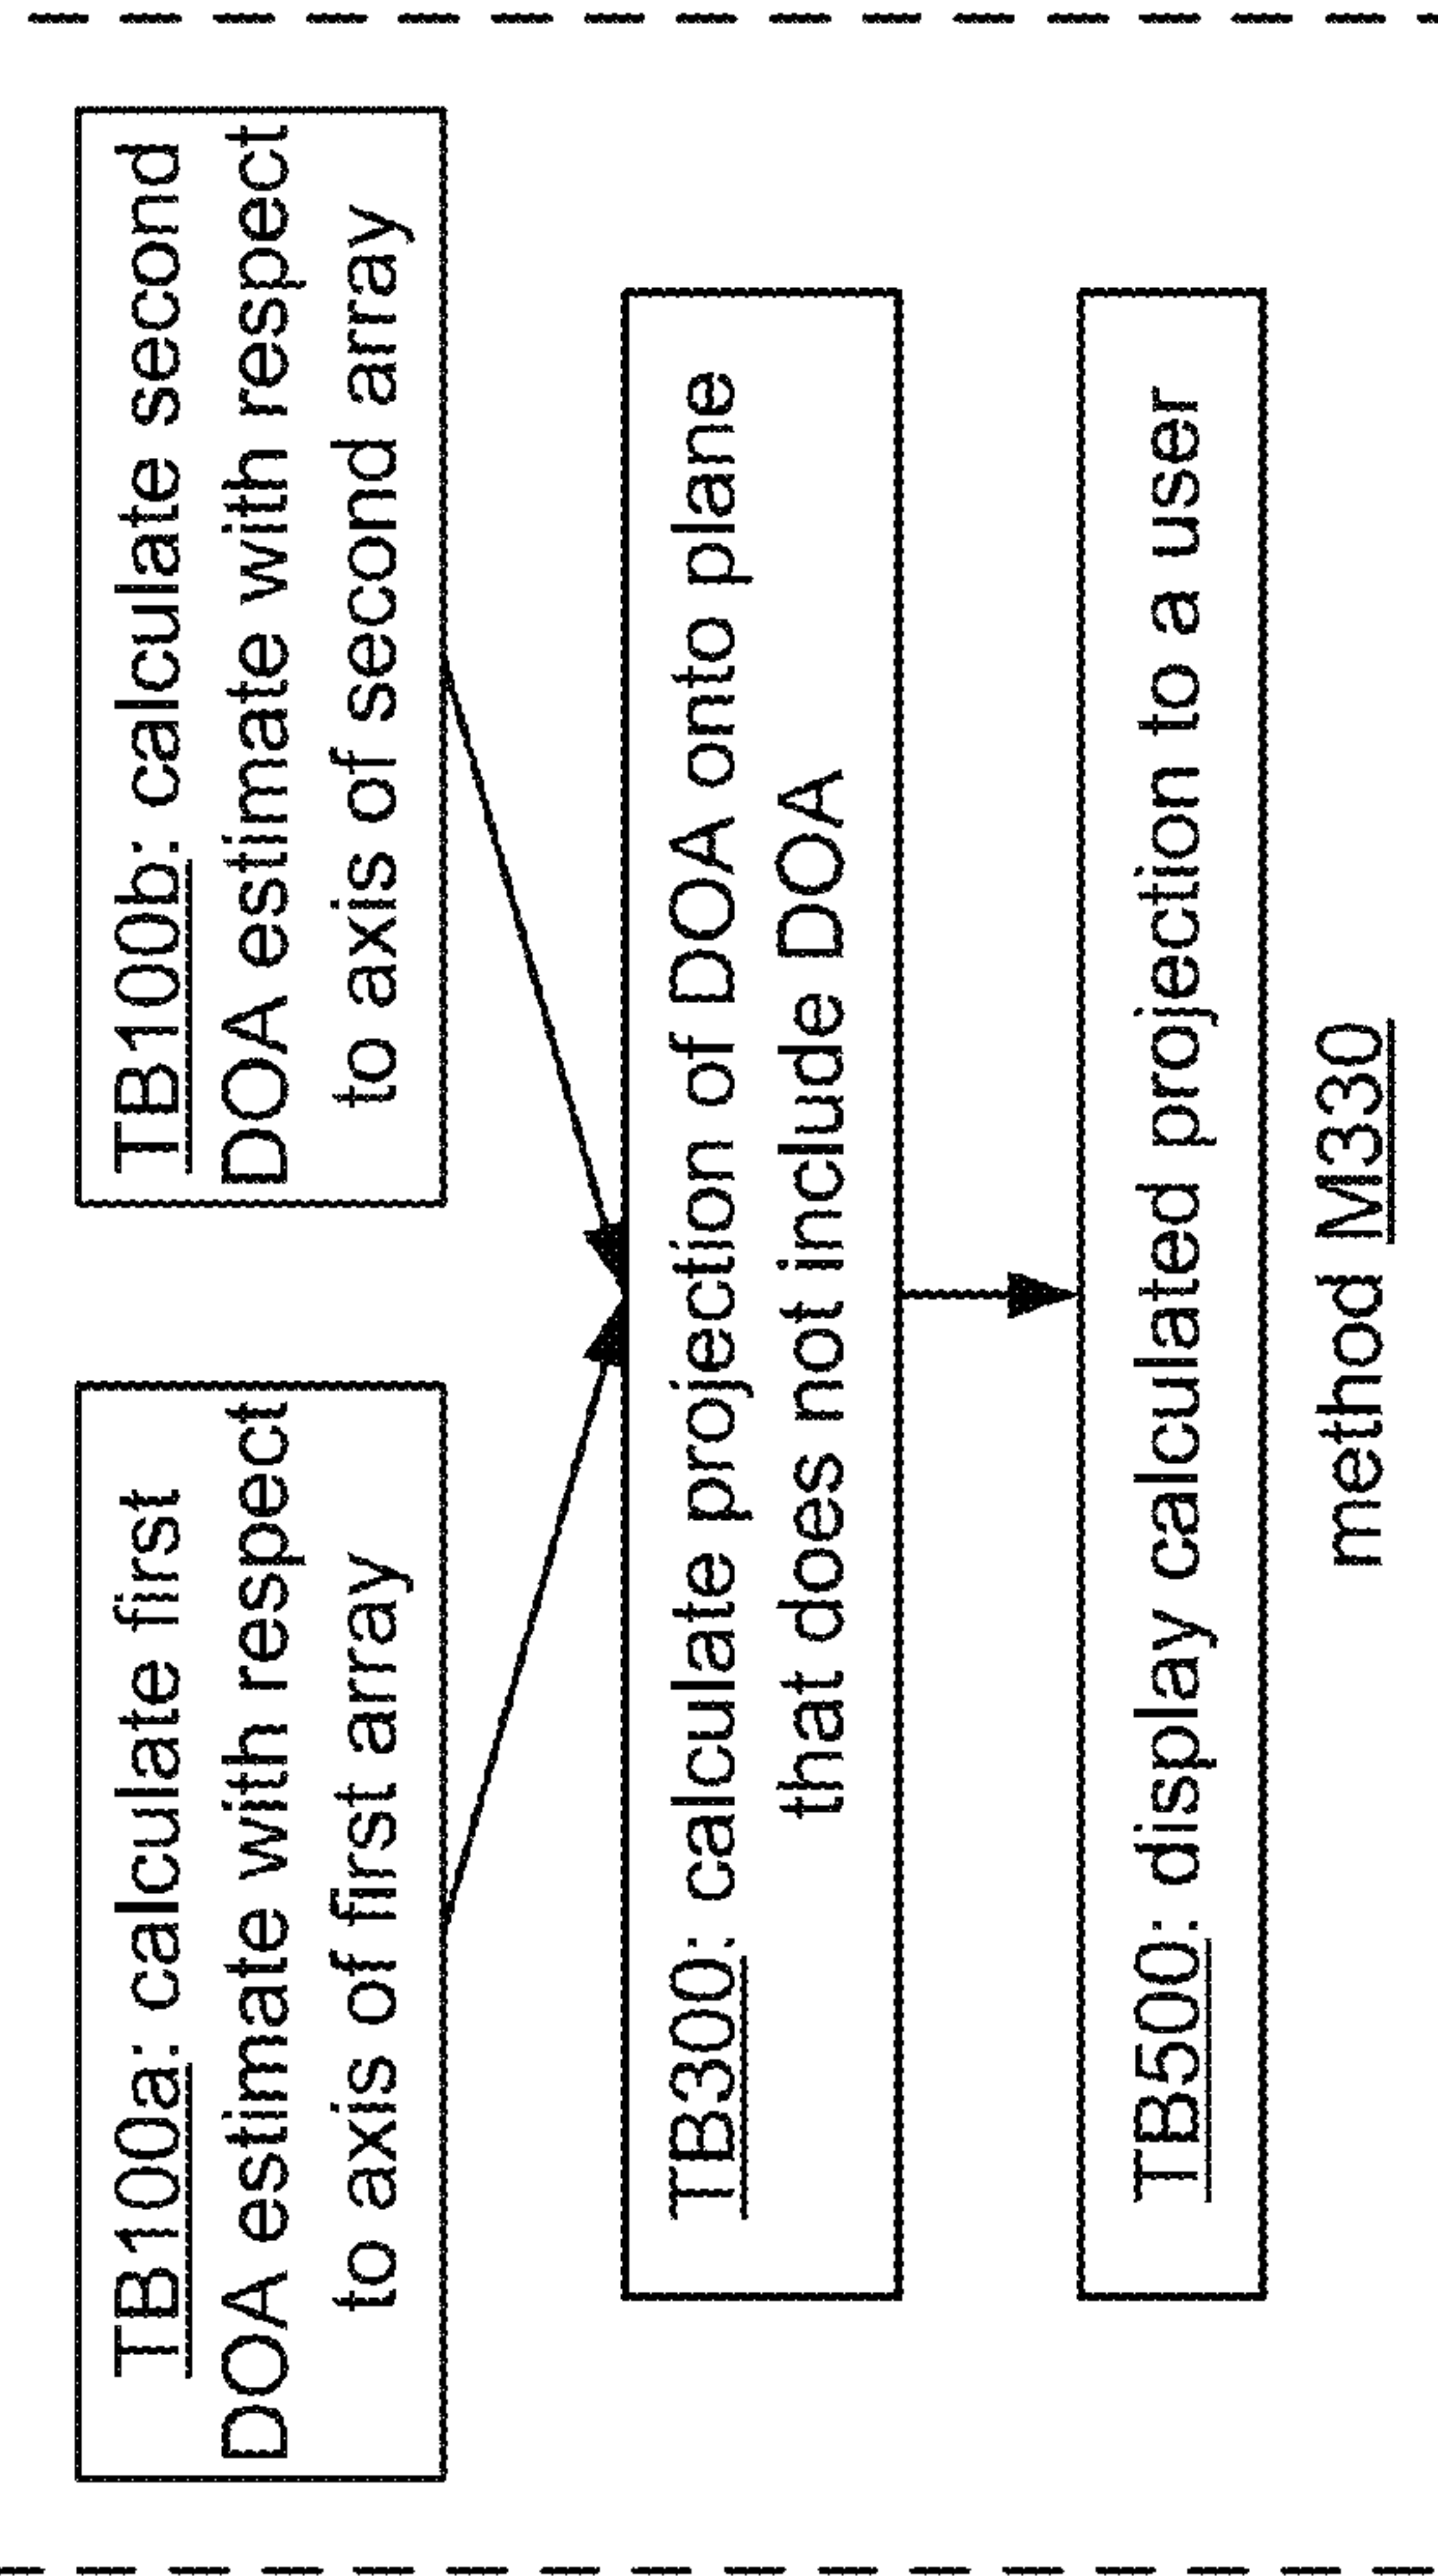 TB100a: calculate first
DOA estimate with respect
to axis of first array
TB100b: calculate second
DOA estimate with respect
to axis of second array
TB300: calculate projection of DOA onto plane
that does not include DOA
TB500: display calculated projection to a user
method M330